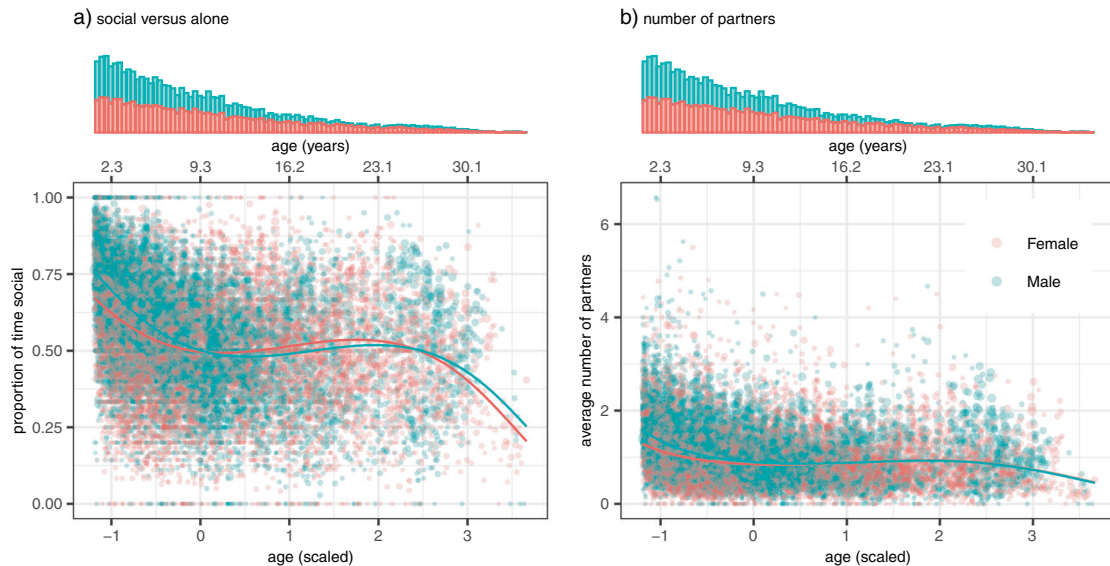 a) social versus alone
age (years)
2.3 9.3 16.2 23.1 30.1
1.00
0.75
0.50
0.25
0.00
proportion of time social
−1 0 1 2 3
age (scaled)
b) number of partners
age (years)
2.3 9.3 16.2 23.1 30.1
6
4
2
0
average number of partners
Female
Male
−1 0 1 2 3
age (scaled)